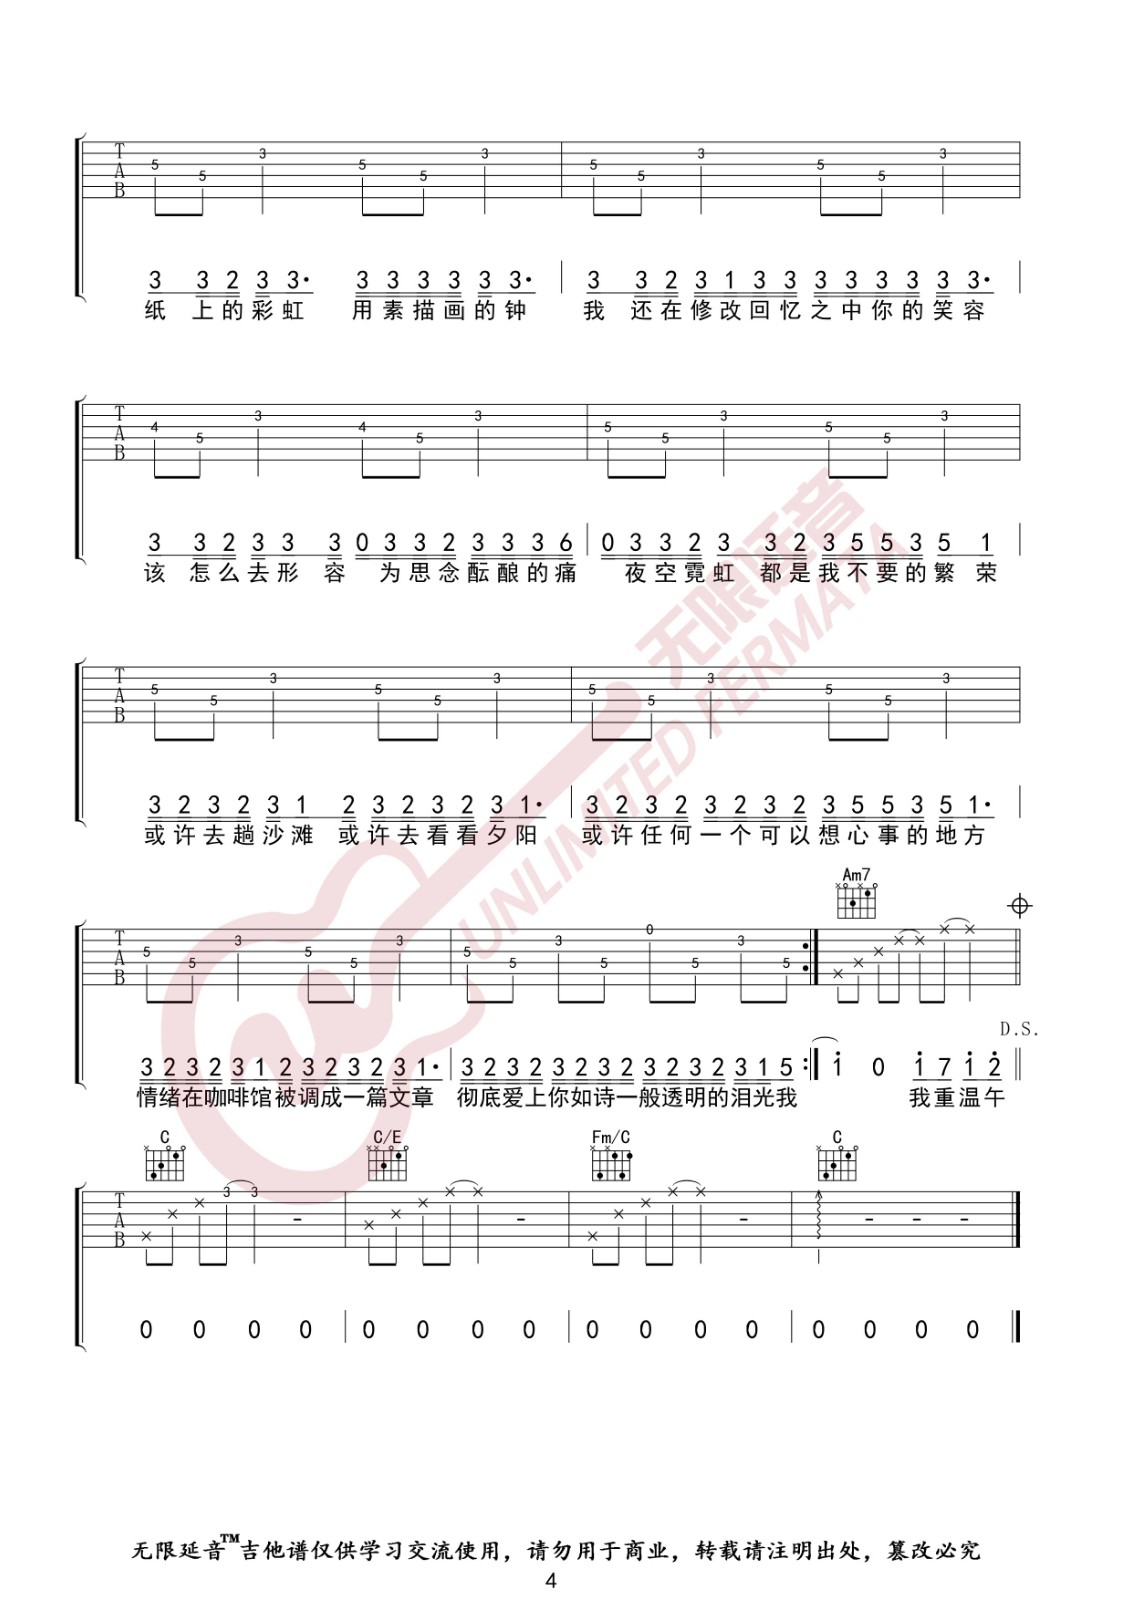 T 5 5 3 5 5 3 5 5 3 5 5 3
A
B
3 3 2 3 3· 3 3 3 3 3 3· 3 3 2 3 1 3 3 3 3 3 3 3 3·
纸 上的彩虹 用素描画的钟 我 还在修改回忆之中你的笑容
T 4 5 3 4 5 3 5 5 3 5 5 3
A
B
3 3 2 3 3 3 0 3 3 2 3 3 3 6 0 3 3 2 3 3 2 3 5 5 3 5 1
该 怎么去形 容 为思念酝酿的痛 夜空霓虹 都是我不要的繁 荣
T 5 5 3 5 5 3 5 5 3 5 5 3
A
B
3 2 3 2 3 1 2 3 2 3 2 3 1· 3 2 3 2 3 2 3 2 3 5 5 3 5 1·
或许去趟沙滩 或许去看看夕阳 或许任何一个可以想心事的地方
Am7
T 5 5 3 5 5 3 5 5 3 5 0 5 3 5
A
B
D.S.
3 2 3 2 3 1 2 3 2 3 2 3 1· 3 2 3 2 3 2 3 2 3 2 3 2 3 1 5 1 0 1 7 1 2
情绪在咖啡馆被调成一篇文章 彻底爱上你如诗一般透明的泪光我 我重温午
C C/E Fm/C C
T 3 3 - - - - - -
A
B
0 0 0 0 0 0 0 0 0 0 0 0 0 0 0 0
无限延音
UNLIMITED FERMATA
无限延音™吉他谱仅供学习交流使用，请勿用于商业，转载请注明出处，篡改必究
4